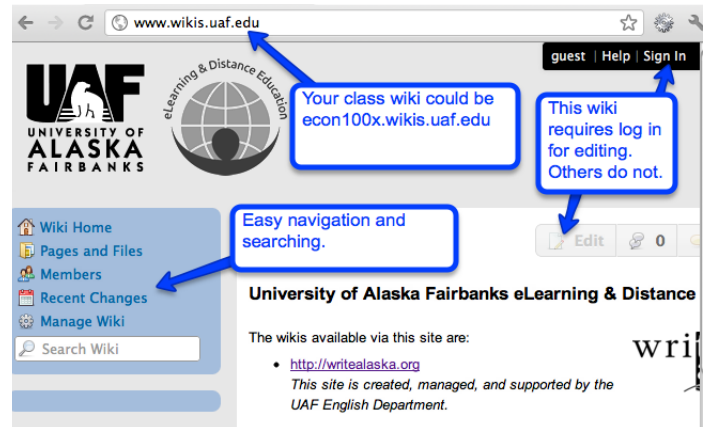 www.wikis.uaf.edu
guest | Help | Sign In
UAF
UNIVERSITY OF
ALASKA
FAIRBANKS
eLearning & Distance Education
Your class wiki could be
econ100x.wikis.uaf.edu
This wiki
requires log in
for editing.
Others do not.
Wiki Home
Pages and Files
Members
Recent Changes
Manage Wiki
Search Wiki
Easy navigation and
searching.
Edit 0
University of Alaska Fairbanks eLearning & Distance
The wikis available via this site are:
• http://writealaska.org
This site is created, managed, and supported by the
UAF English Department.
wri